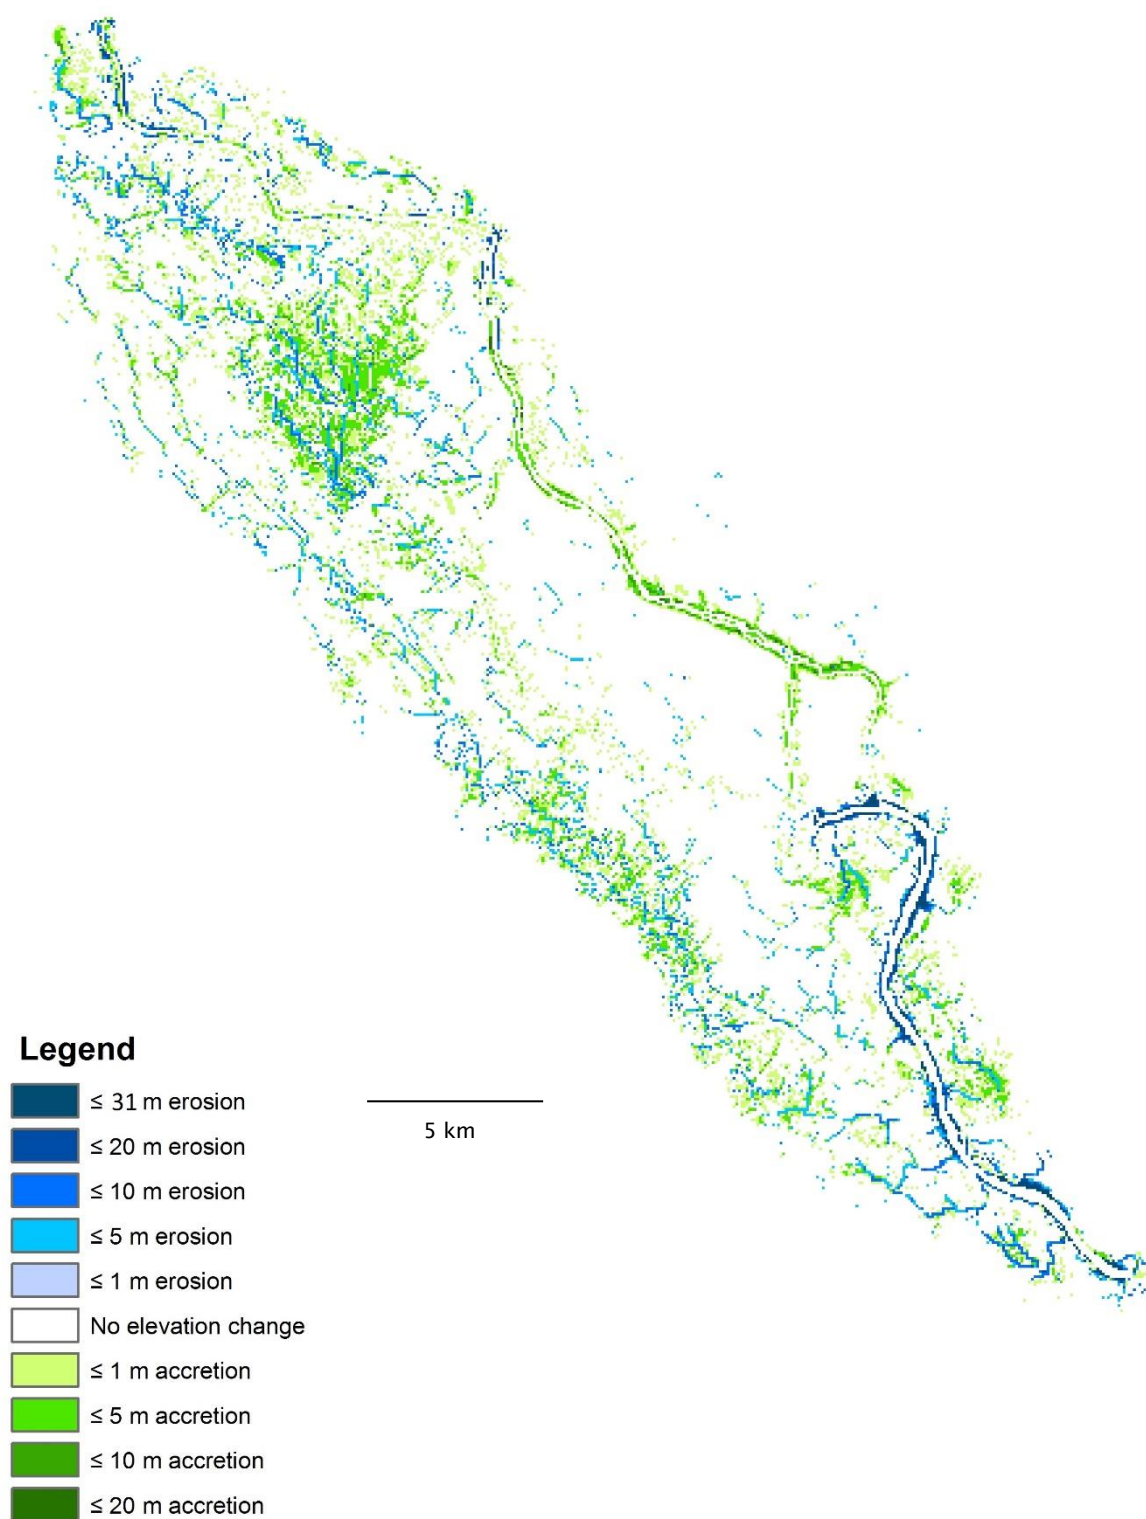 Legend
≤ 31 m erosion
≤ 20 m erosion
≤ 10 m erosion
≤ 5 m erosion
≤ 1 m erosion
No elevation change
≤ 1 m accretion
≤ 5 m accretion
≤ 10 m accretion
≤ 20 m accretion
5 km